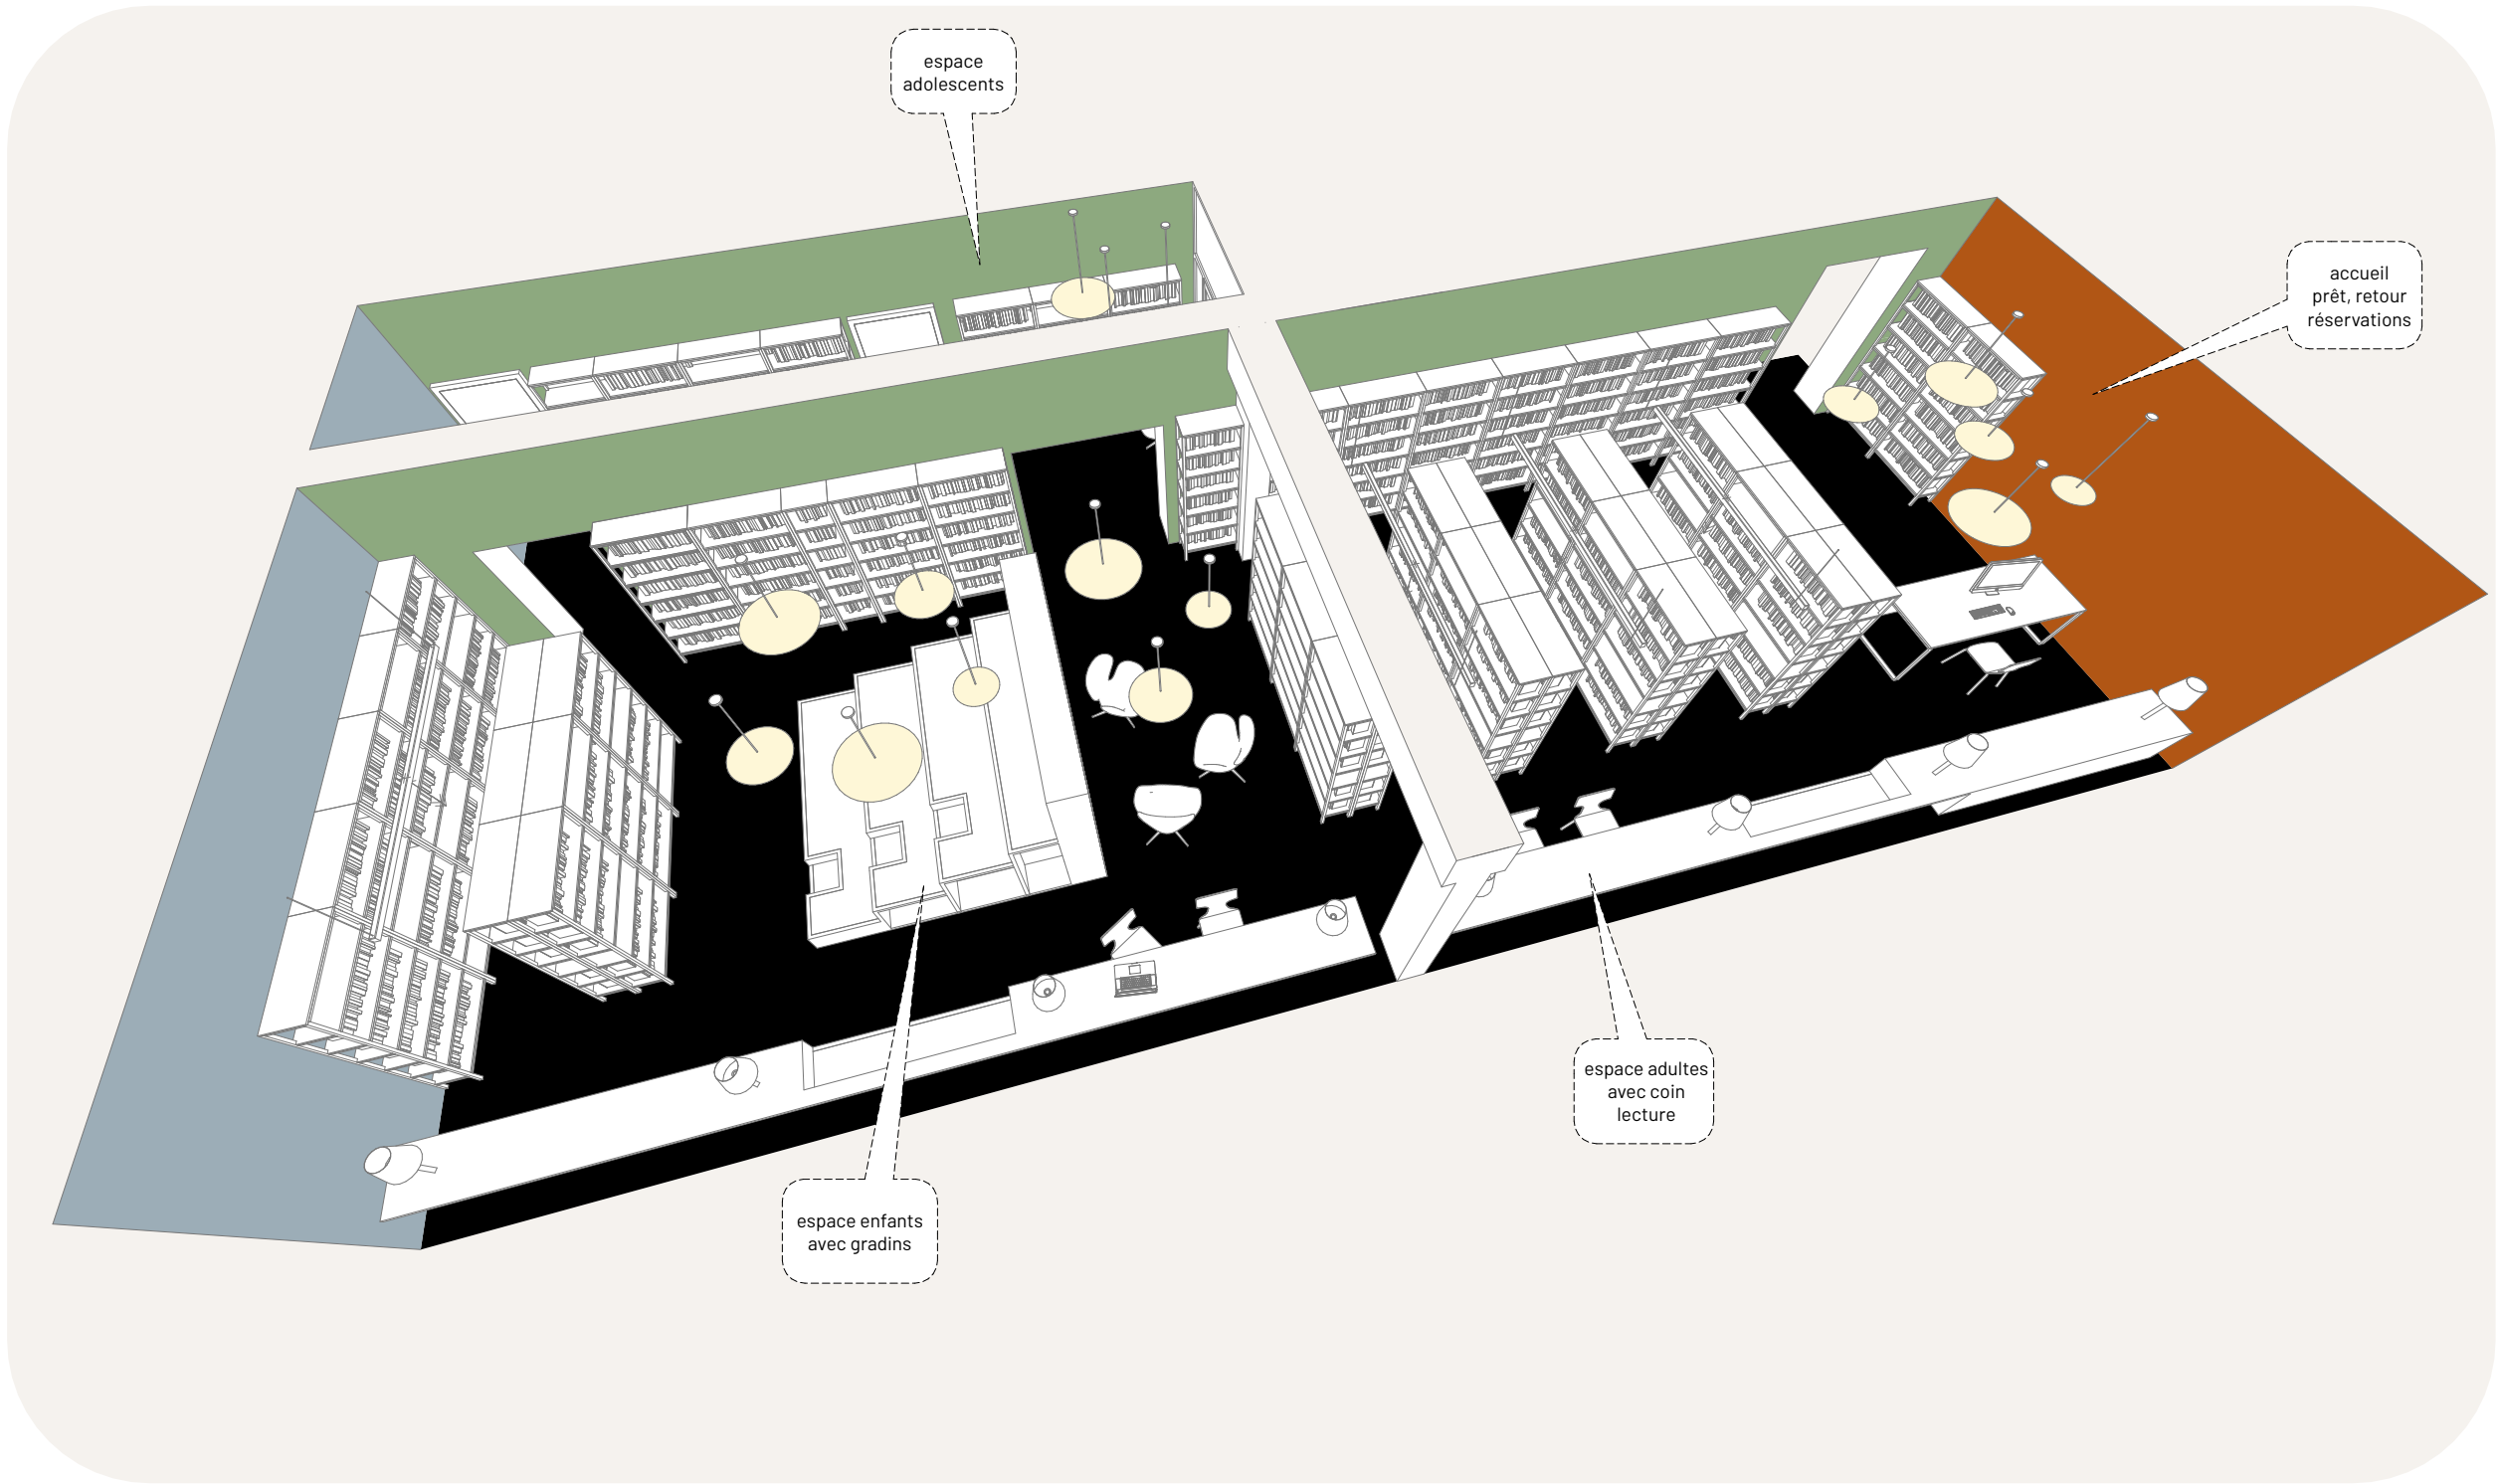 espace
adolescents
accueil
prêt, retour
réservations
espace adultes
avec coin
lecture
espace enfants
avec gradins